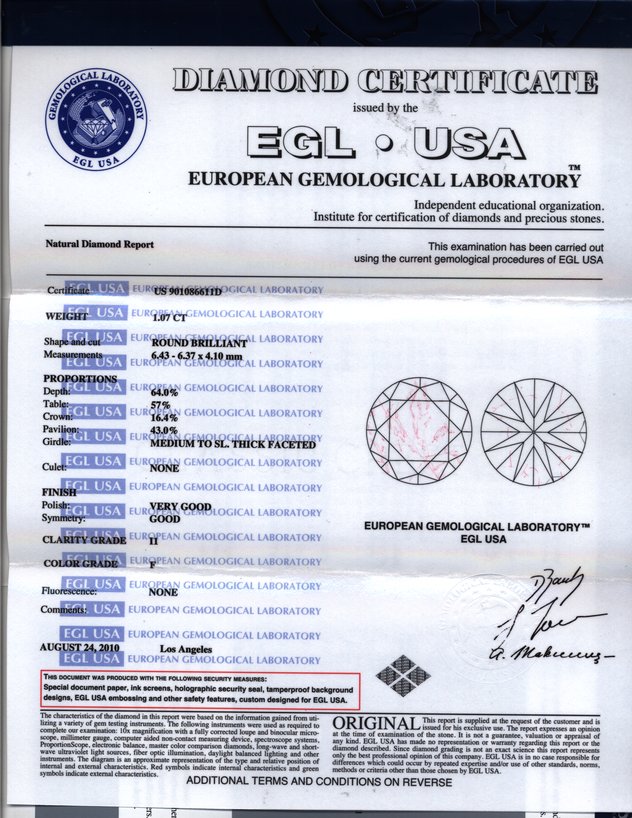 GEMOLOGICAL LABORATORY
EGL USA
DIAMOND CERTIFICATE
issued by the
EGL • USA
EUROPEAN GEMOLOGICAL LABORATORY™
Independent educational organization.
Institute for certification of diamonds and precious stones.
Natural Diamond Report
This examination has been carried out
using the current gemological procedures of EGL USA
Certificate US 901086611D
WEIGHT 1.07 CT
Shape and cut ROUND BRILLIANT
Measurements 6.43 - 6.37 x 4.10 mm
PROPORTIONS
Depth: 64.0%
Table: 57%
Crown: 16.4%
Pavilion: 43.0%
Girdle: MEDIUM TO SL. THICK FACETED
Culet: NONE
FINISH
Polish: VERY GOOD
Symmetry: GOOD
CLARITY GRADE I1
COLOR GRADE F
Fluorescence: NONE
Comments:
EGL USA EUROPEAN GEMOLOGICAL LABORATORY
AUGUST 24, 2010 Los Angeles
EUROPEAN GEMOLOGICAL LABORATORY™
EGL USA
THIS DOCUMENT WAS PRODUCED WITH THE FOLLOWING SECURITY MEASURES:
Special document paper, ink screens, holographic security seal, tamperproof background
designs, EGL USA embossing and other safety features, custom designed for EGL USA.
The characteristics of the diamond in this report were based on the information gained from uti-
lizing a variety of gem testing instruments. The following instruments were used as required to
complete our examination: 10x magnification with a fully corrected loupe and binocular micro-
scope, millimeter gauge, computer aided non-contact measuring device, spectroscope systems,
ProportionScope, electronic balance, master color comparison diamonds, long-wave and short-
wave ultraviolet light sources, fiber optic illumination, daylight balanced lighting and other
instruments. The diagram is an approximate representation of the type and relative position of
internal and external characteristics. Red symbols indicate internal characteristics and green
symbols indicate external characteristics.
ORIGINAL This report is supplied at the request of the customer and is
issued for his exclusive use. The report expresses an opinion
at the time of examination of the stone. It is not a guarantee, valuation or appraisal of
any kind. EGL USA has made no representation or warranty regarding this report or the
diamond described. Since diamond grading is not an exact science this report represents
only the best professional opinion of this company. EGL USA is in no case responsible for
differences which could occur by repeated expertise and/or use of other standards, norms,
methods or criteria other than those chosen by EGL USA.
ADDITIONAL TERMS AND CONDITIONS ON REVERSE